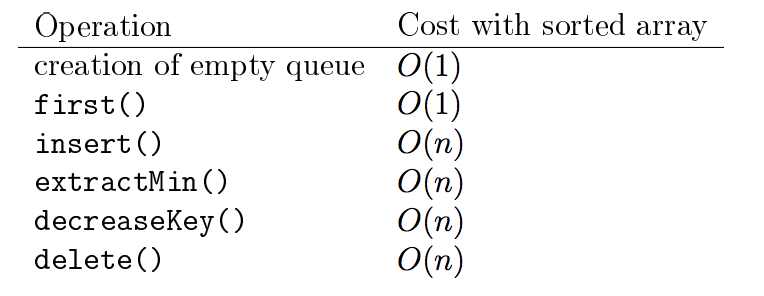 Operation Cost with sorted array
creation of empty queue O(1)
first() O(1)
insert() O(n)
extractMin() O(n)
decreaseKey() O(n)
delete() O(n)